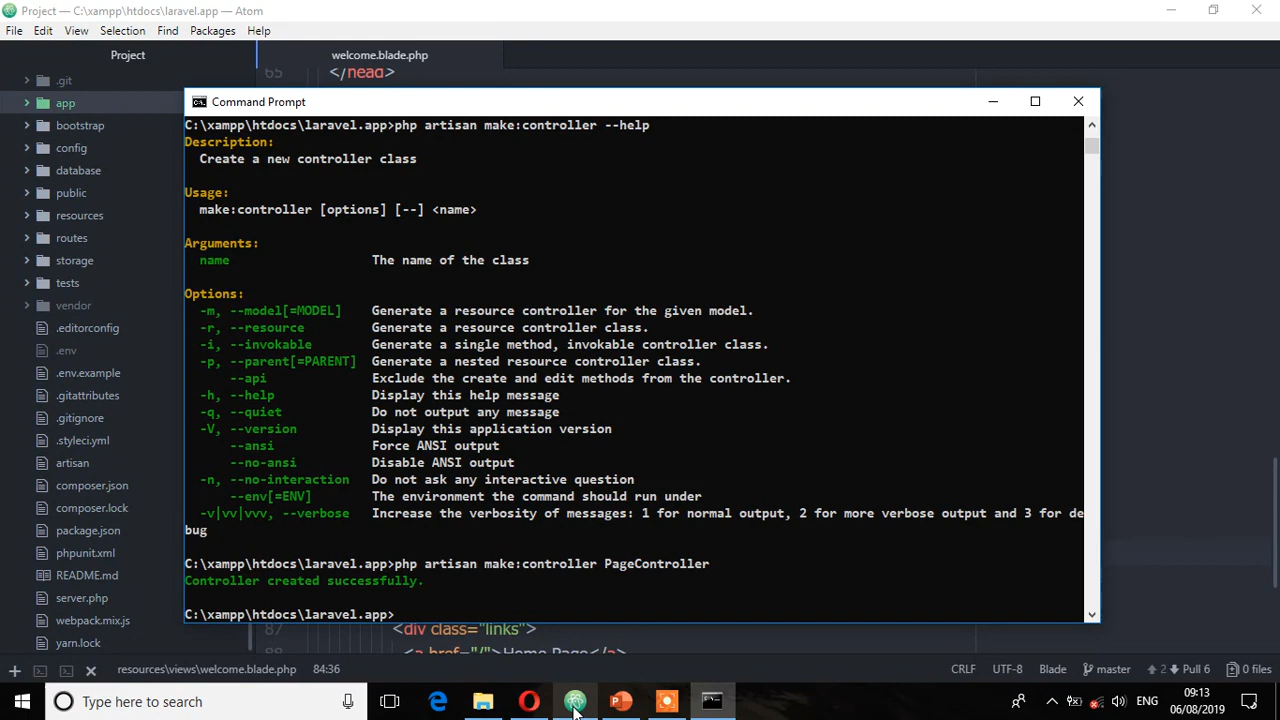 Project — C:\xampp\htdocs\laravel.app — Atom
File Edit View Selection Find Packages Help
Project
welcome.blade.php
.git
app
bootstrap
config
database
public
resources
routes
storage
tests
vendor
.editorconfig
.env
.env.example
.gitattributes
.gitignore
.styleci.yml
artisan
composer.json
composer.lock
package.json
phpunit.xml
README.md
server.php
webpack.mix.js
yarn.lock
65 </head>
Command Prompt
C:\xampp\htdocs\laravel.app>php artisan make:controller --help
Description:
Create a new controller class
Usage:
make:controller [options] [--] <name>
Arguments:
name The name of the class
Options:
-m, --model[=MODEL] Generate a resource controller for the given model.
-r, --resource Generate a resource controller class.
-i, --invokable Generate a single method, invokable controller class.
-p, --parent[=PARENT] Generate a nested resource controller class.
--api Exclude the create and edit methods from the controller.
-h, --help Display this help message
-q, --quiet Do not output any message
-V, --version Display this application version
--ansi Force ANSI output
--no-ansi Disable ANSI output
-n, --no-interaction Do not ask any interactive question
--env[=ENV] The environment the command should run under
-v|vv|vvv, --verbose Increase the verbosity of messages: 1 for normal output, 2 for more verbose output and 3 for de
bug
C:\xampp\htdocs\laravel.app>php artisan make:controller PageController
Controller created successfully.
C:\xampp\htdocs\laravel.app>
87 <div class="links">
88 <a href="/">Home Page</a>
resources\views\welcome.blade.php 84:36 CRLF UTF-8 Blade master 2 Pull 6 0 files
Type here to search
ENG
09:13
06/08/2019